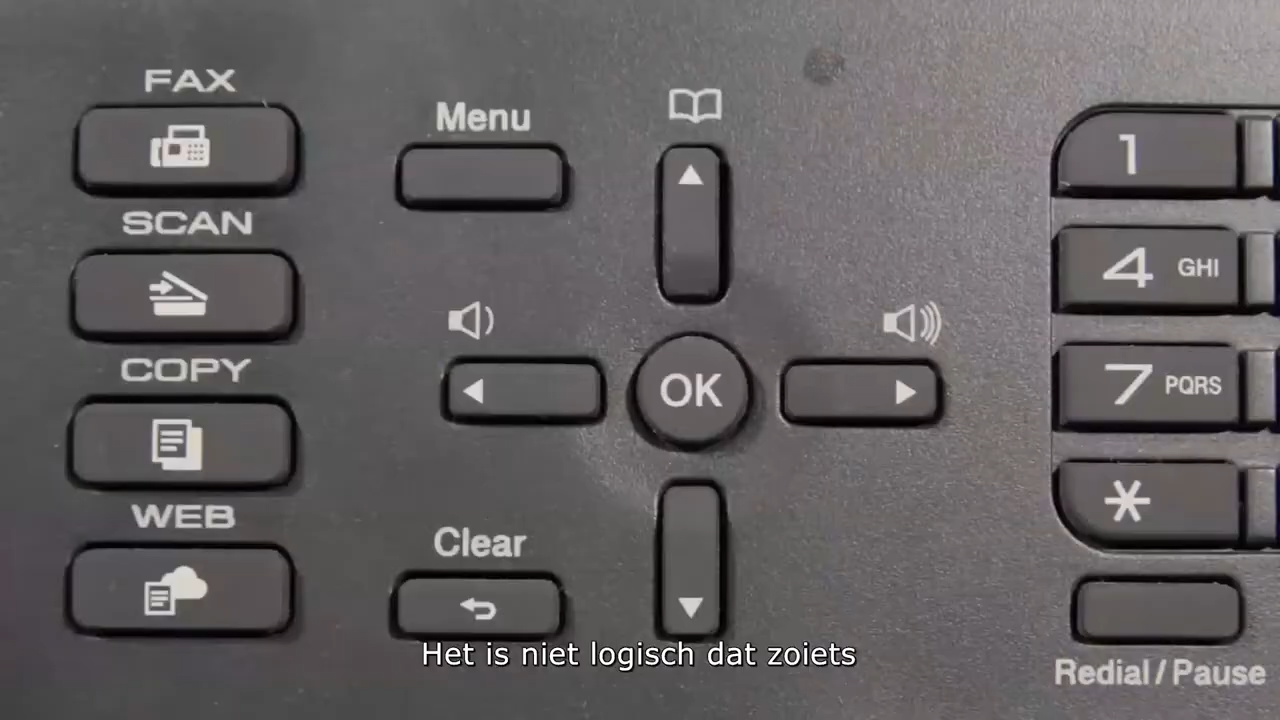 FAX
SCAN
COPY
WEB
Menu
Clear
OK
1
4 GHI
7 PQRS
*
Redial / Pause
Het is niet logisch dat zoiets